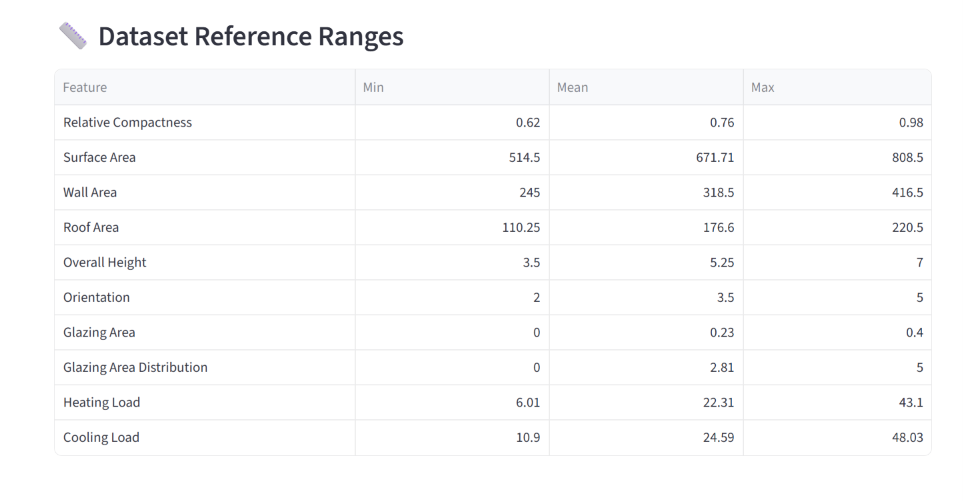 Dataset Reference Ranges
Feature Min Mean Max
Relative Compactness 0.62 0.76 0.98
Surface Area 514.5 671.71 808.5
Wall Area 245 318.5 416.5
Roof Area 110.25 176.6 220.5
Overall Height 3.5 5.25 7
Orientation 2 3.5 5
Glazing Area 0 0.23 0.4
Glazing Area Distribution 0 2.81 5
Heating Load 6.01 22.31 43.1
Cooling Load 10.9 24.59 48.03